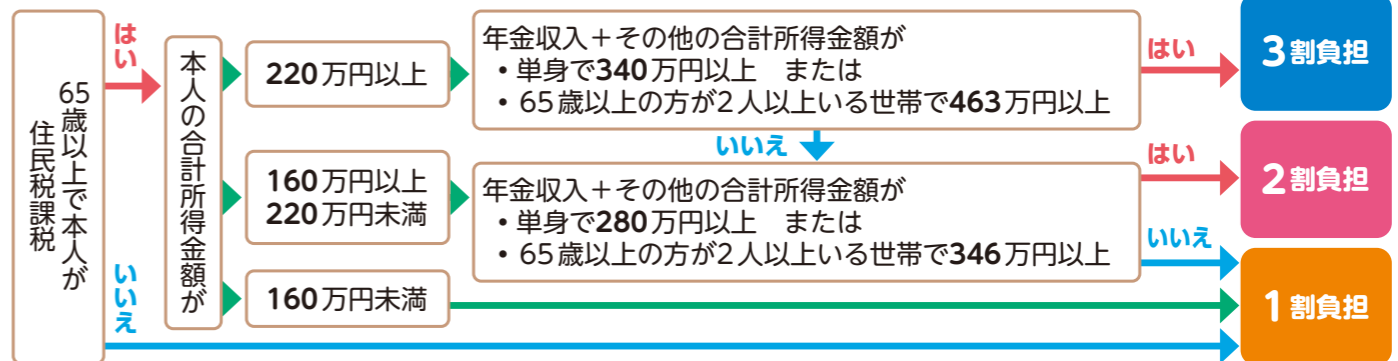 65歳以上で本人が
住民税課税
はい
いいえ
本人の合計所得金額が
220万円以上
年金収入＋その他の合計所得金額が
・単身で340万円以上　または
・65歳以上の方が2人以上いる世帯で463万円以上
はい
3割負担
いいえ
160万円以上
220万円未満
年金収入＋その他の合計所得金額が
・単身で280万円以上　または
・65歳以上の方が2人以上いる世帯で346万円以上
はい
2割負担
いいえ
160万円未満
1割負担